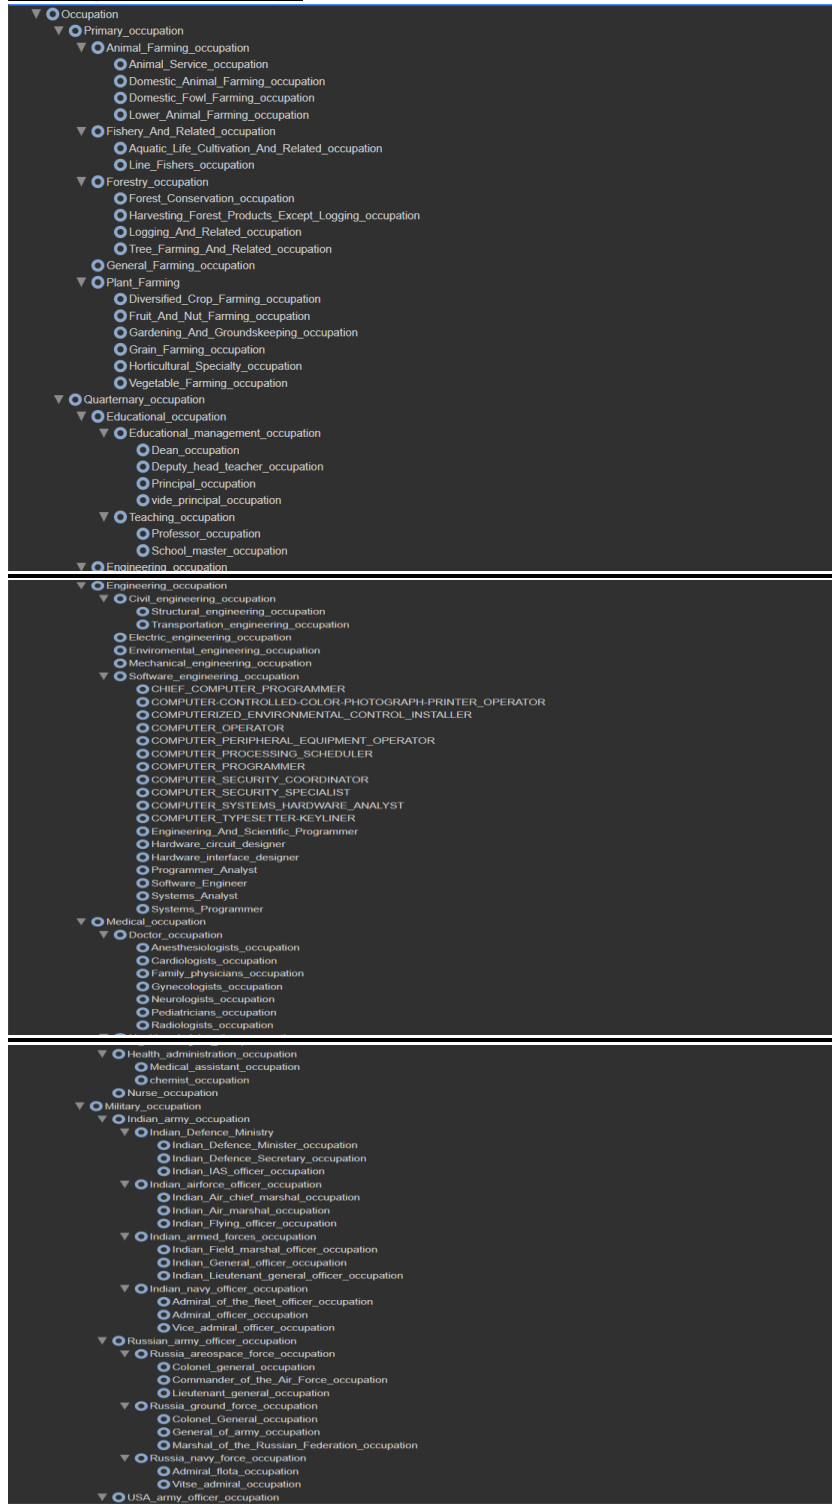 Occupation
Primary_occupation
Animal_Farming_occupation
Animal_Service_occupation
Domestic_Animal_Farming_occupation
Domestic_Fowl_Farming_occupation
Lower_Animal_Farming_occupation
Fishery_And_Related_occupation
Aquatic_Life_Cultivation_And_Related_occupation
Line_Fishers_occupation
Forestry_occupation
Forest_Conservation_occupation
Harvesting_Forest_Products_Except_Logging_occupation
Logging_And_Related_occupation
Tree_Farming_And_Related_occupation
General_Farming_occupation
Plant_Farming
Diversified_Crop_Farming_occupation
Fruit_And_Nut_Farming_occupation
Gardening_And_Groundskeeping_occupation
Grain_Farming_occupation
Horticultural_Specialty_occupation
Vegetable_Farming_occupation
Quarternary_occupation
Educational_occupation
Educational_management_occupation
Dean_occupation
Deputy_head_teacher_occupation
Principal_occupation
vide_principal_occupation
Teaching_occupation
Professor_occupation
School_master_occupation
Engineering_occupation
Engineering_occupation
Civil_engineering_occupation
Structural_engineering_occupation
Transportation_engineering_occupation
Electric_engineering_occupation
Enviromental_engineering_occupation
Mechanical_engineering_occupation
Software_engineering_occupation
CHIEF_COMPUTER_PROGRAMMER
COMPUTER-CONTROLLED-COLOR-PHOTOGRAPH-PRINTER_OPERATOR
COMPUTERIZED_ENVIRONMENTAL_CONTROL_INSTALLER
COMPUTER_OPERATOR
COMPUTER_PERIPHERAL_EQUIPMENT_OPERATOR
COMPUTER_PROCESSING_SCHEDULER
COMPUTER_PROGRAMMER
COMPUTER_SECURITY_COORDINATOR
COMPUTER_SECURITY_SPECIALIST
COMPUTER_SYSTEMS_HARDWARE_ANALYST
COMPUTER_TYPESETTER-KEYLINER
Engineering_And_Scientific_Programmer
Hardware_circuit_designer
Hardware_interface_designer
Programmer_Analyst
Software_Engineer
Systems_Analyst
Systems_Programmer
Medical_occupation
Doctor_occupation
Anesthesiologists_occupation
Cardiologists_occupation
Family_physicians_occupation
Gynecologists_occupation
Neurologists_occupation
Pediatricians_occupation
Radiologists_occupation
Health_administration_occupation
Medical_assistant_occupation
chemist_occupation
Nurse_occupation
Military_occupation
Indian_army_occupation
Indian_Defence_Ministry
Indian_Defence_Minister_occupation
Indian_Defence_Secretary_occupation
Indian_IAS_officer_occupation
Indian_airforce_officer_occupation
Indian_Air_chief_marshal_occupation
Indian_Air_marshal_occupation
Indian_Flying_officer_occupation
Indian_armed_forces_occupation
Indian_Field_marshal_officer_occupation
Indian_General_officer_occupation
Indian_Lieutenant_general_officer_occupation
Indian_navy_officer_occupation
Admiral_of_the_fleet_officer_occupation
Admiral_officer_occupation
Vice_admiral_officer_occupation
Russian_army_officer_occupation
Russia_areospace_force_occupation
Colonel_general_occupation
Commander_of_the_Air_Force_occupation
Lieutenant_general_occupation
Russia_ground_force_occupation
Colonel_General_occupation
General_of_army_occupation
Marshal_of_the_Russian_Federation_occupation
Russia_navy_force_occupation
Admiral_flota_occupation
Vitse_admiral_occupation
USA_army_officer_occupation